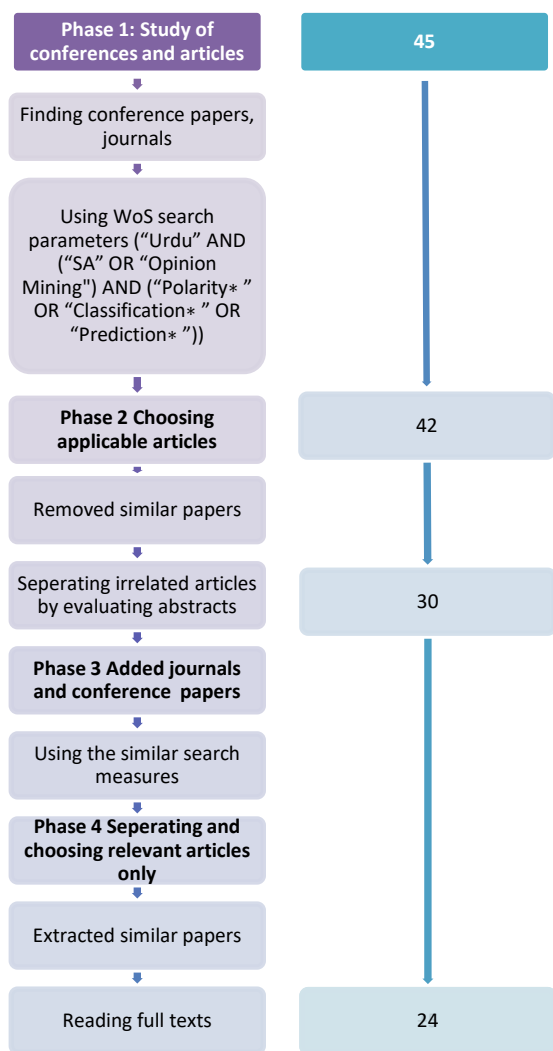 Phase 1: Study of
conferences and articles
45
Finding conference papers,
journals
Using WoS search
parameters (“Urdu” AND
(“SA” OR “Opinion
Mining") AND (“Polarity∗ ”
OR “Classification∗ ” OR
“Prediction∗ ”))
Phase 2 Choosing
applicable articles
42
Removed similar papers
Seperating irrelated articles
by evaluating abstracts
30
Phase 3 Added journals
and conference papers
Using the similar search
measures
Phase 4 Seperating and
choosing relevant articles
only
Extracted similar papers
Reading full texts
24